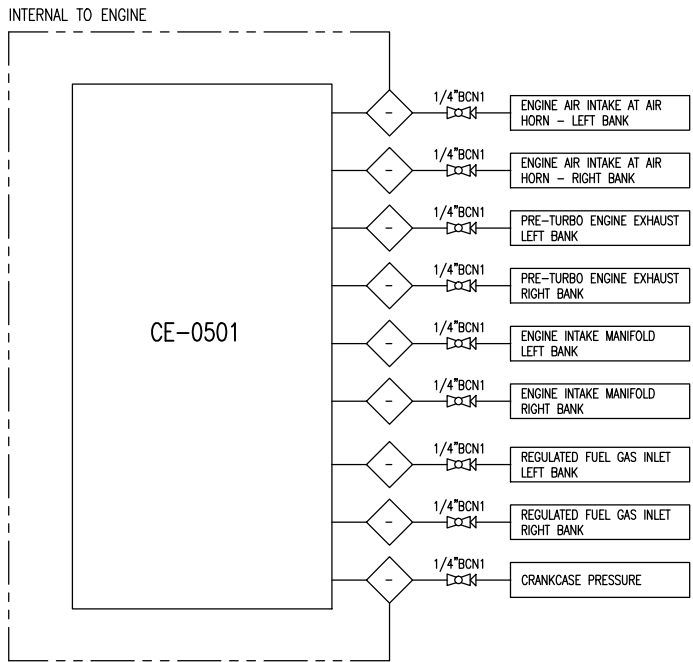 INTERNAL TO ENGINE
1/4"BCN1
ENGINE AIR INTAKE AT AIR
HORN - LEFT BANK
-
1/4"BCN1
ENGINE AIR INTAKE AT AIR
HORN - RIGHT BANK
-
1/4"BCN1
PRE-TURBO ENGINE EXHAUST
LEFT BANK
-
1/4"BCN1
PRE-TURBO ENGINE EXHAUST
RIGHT BANK
-
CE-0501
1/4"BCN1
ENGINE INTAKE MANIFOLD
LEFT BANK
-
1/4"BCN1
ENGINE INTAKE MANIFOLD
RIGHT BANK
-
1/4"BCN1
REGULATED FUEL GAS INLET
LEFT BANK
-
1/4"BCN1
REGULATED FUEL GAS INLET
RIGHT BANK
-
1/4"BCN1
CRANKCASE PRESSURE
-